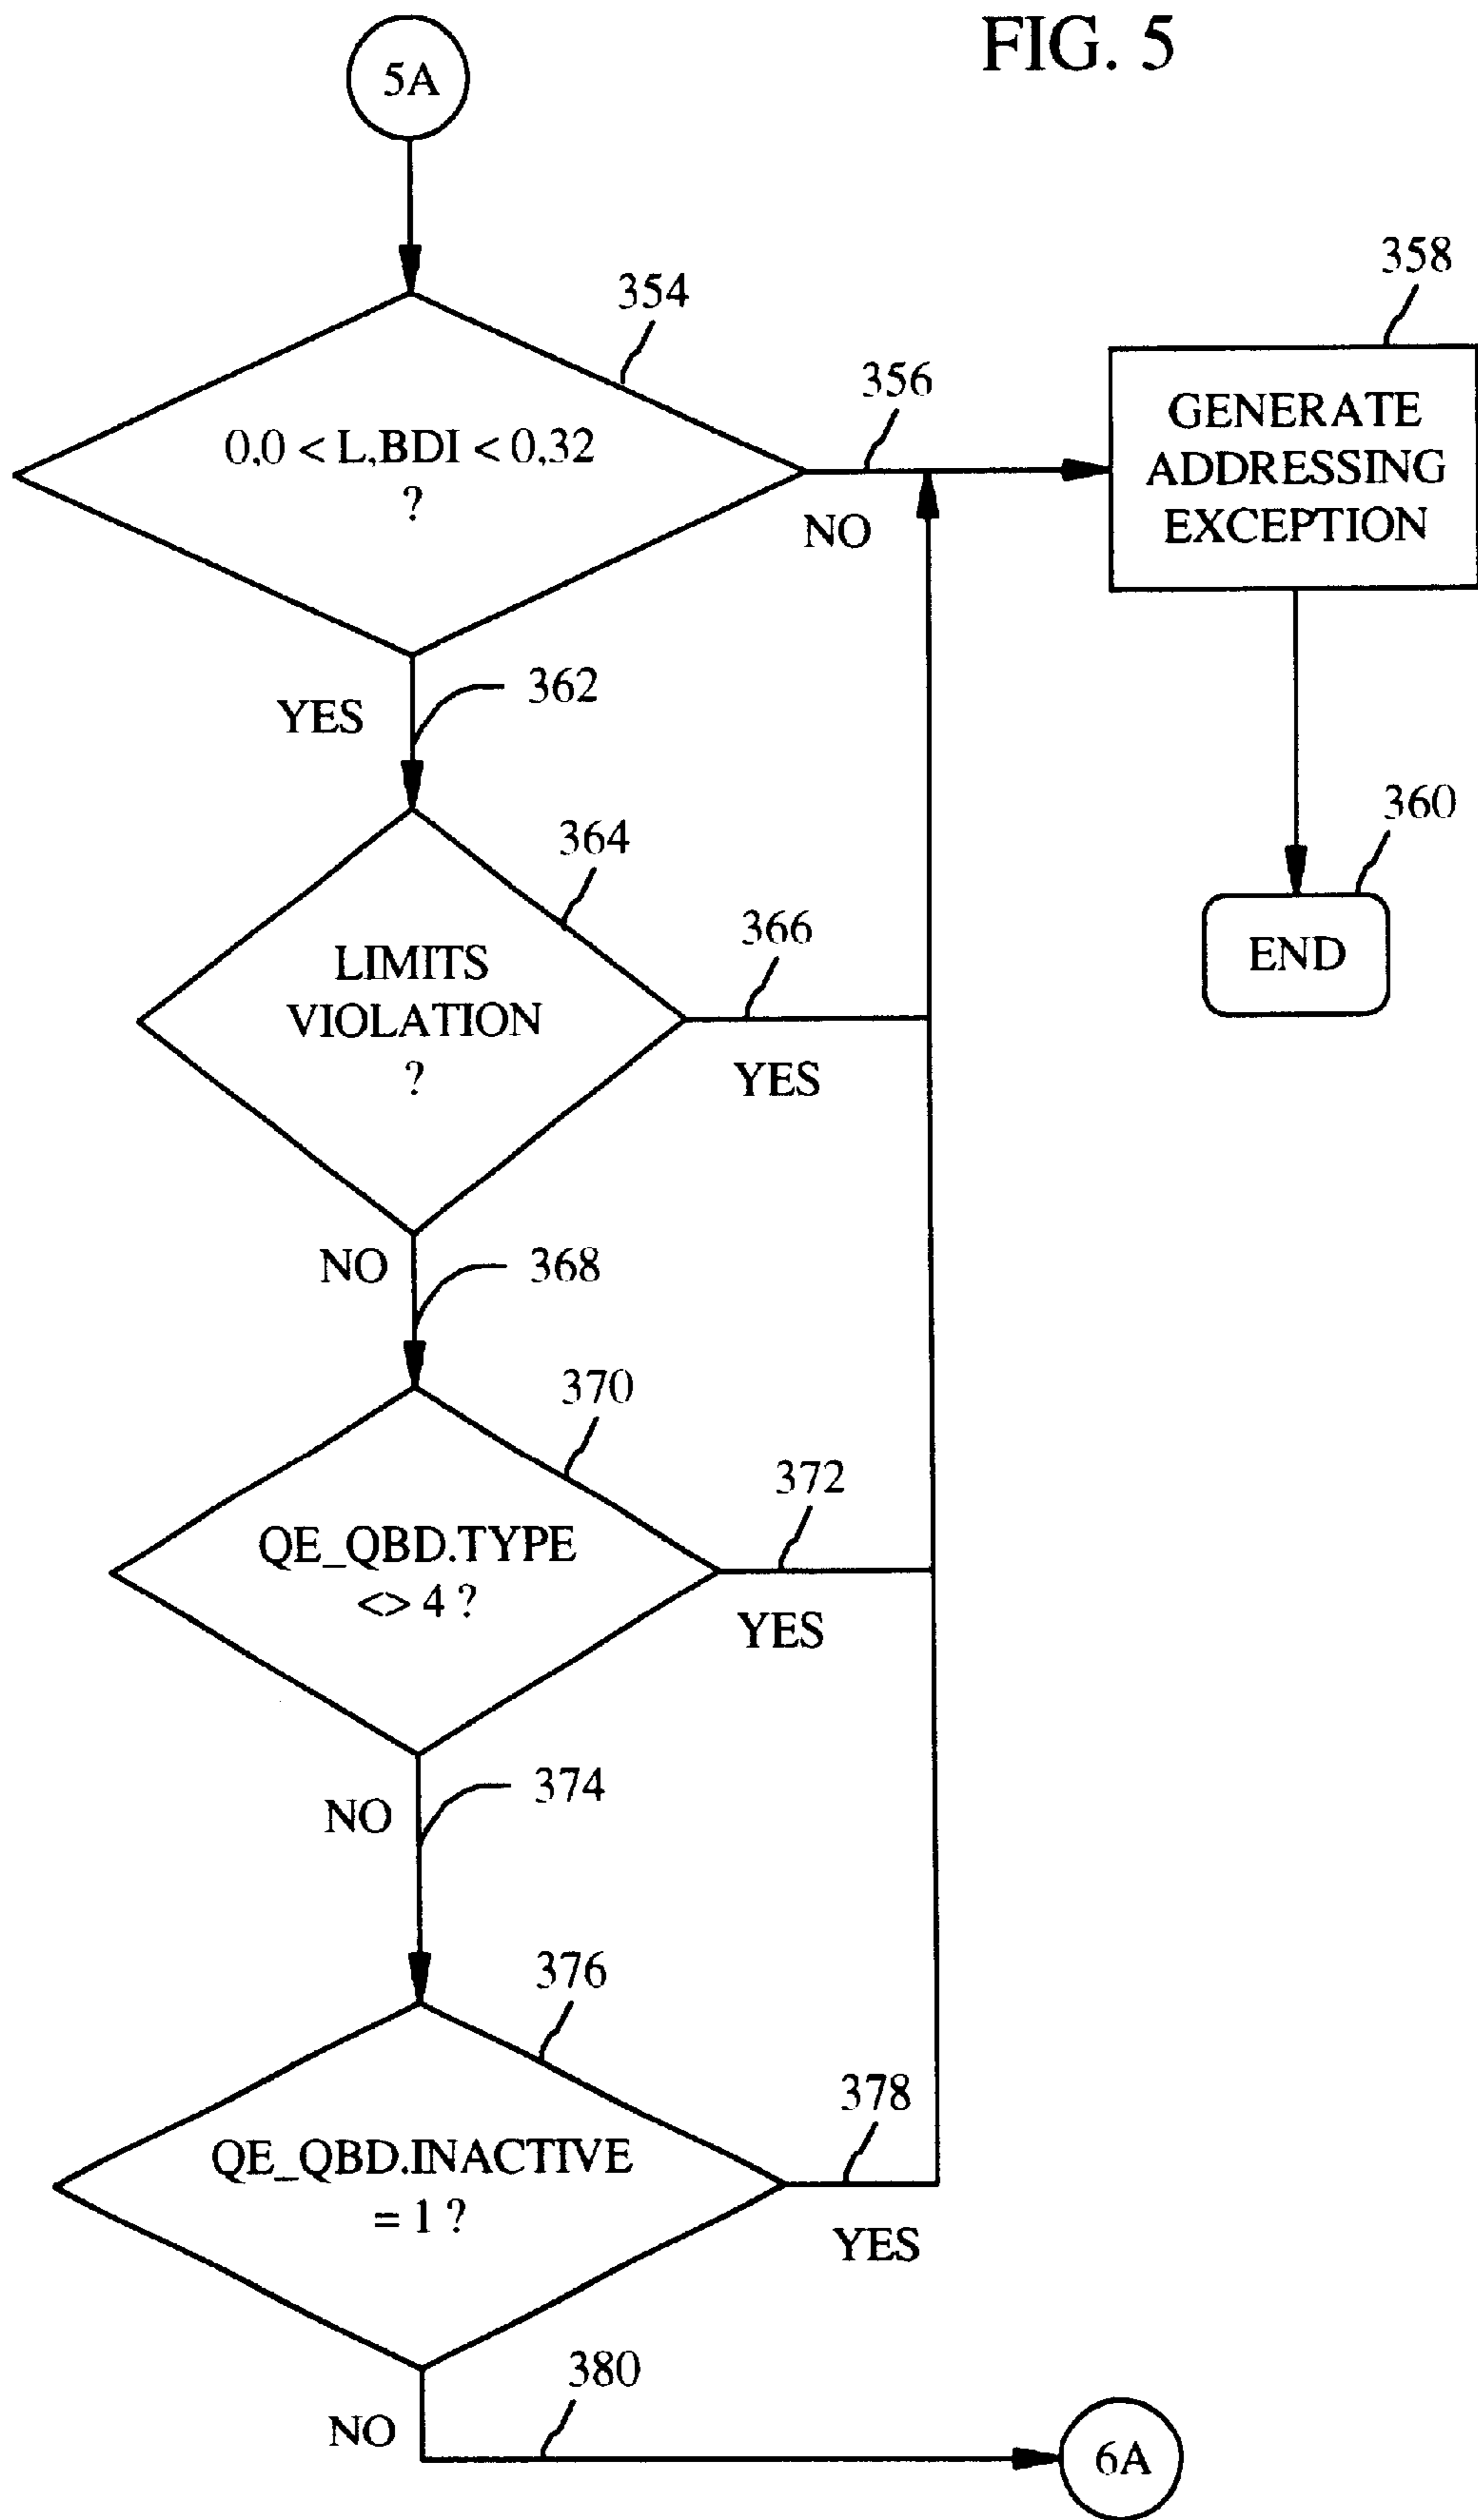 FIG. 5
5A
354
0,0 < L,BDI < 0,32
?
356
NO
358
GENERATE
ADDRESSING
EXCEPTION
360
END
YES
362
364
LIMITS
VIOLATION
?
366
YES
NO
368
370
QE_QBD.TYPE
<> 4 ?
372
YES
NO
374
376
QE_QBD.INACTIVE
= 1 ?
378
YES
NO
380
6A